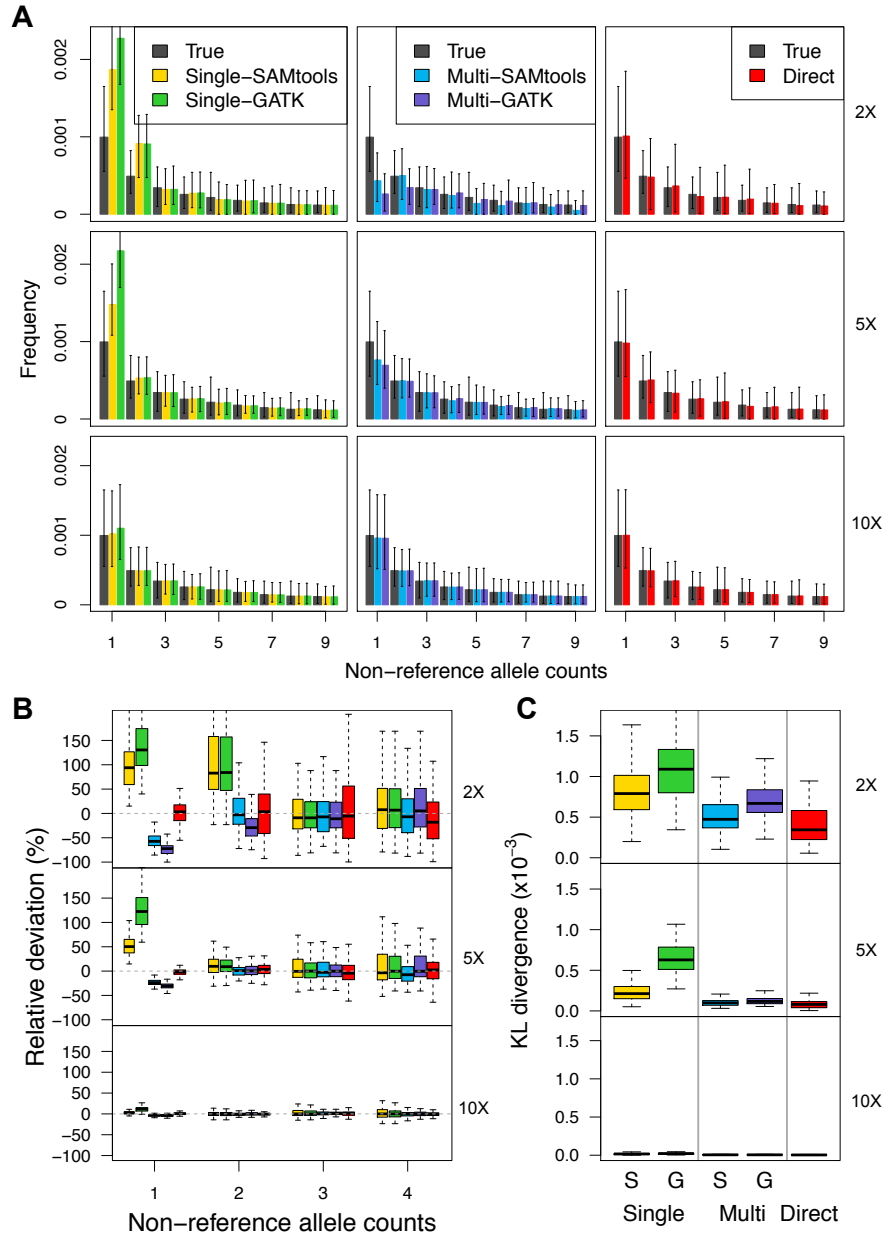 A
True
Single−SAMtools
Single−GATK
True
Multi−SAMtools
Multi−GATK
True
Direct
0.002
0.001
0
2X
0.002
0.001
0
5X
0.002
0.001
0
10X
Frequency
1 3 5 7 9
1 3 5 7 9
1 3 5 7 9
Non−reference allele counts
B
150
100
50
0
−50
−100
2X
150
100
50
0
−50
−100
5X
150
100
50
0
−50
−100
10X
Relative deviation (%)
1 2 3 4
Non−reference allele counts
C
1.5
1.0
0.5
0.0
2X
1.5
1.0
0.5
0.0
5X
1.5
1.0
0.5
0.0
10X
KL divergence (x10⁻³)
S G S G
Single Multi Direct